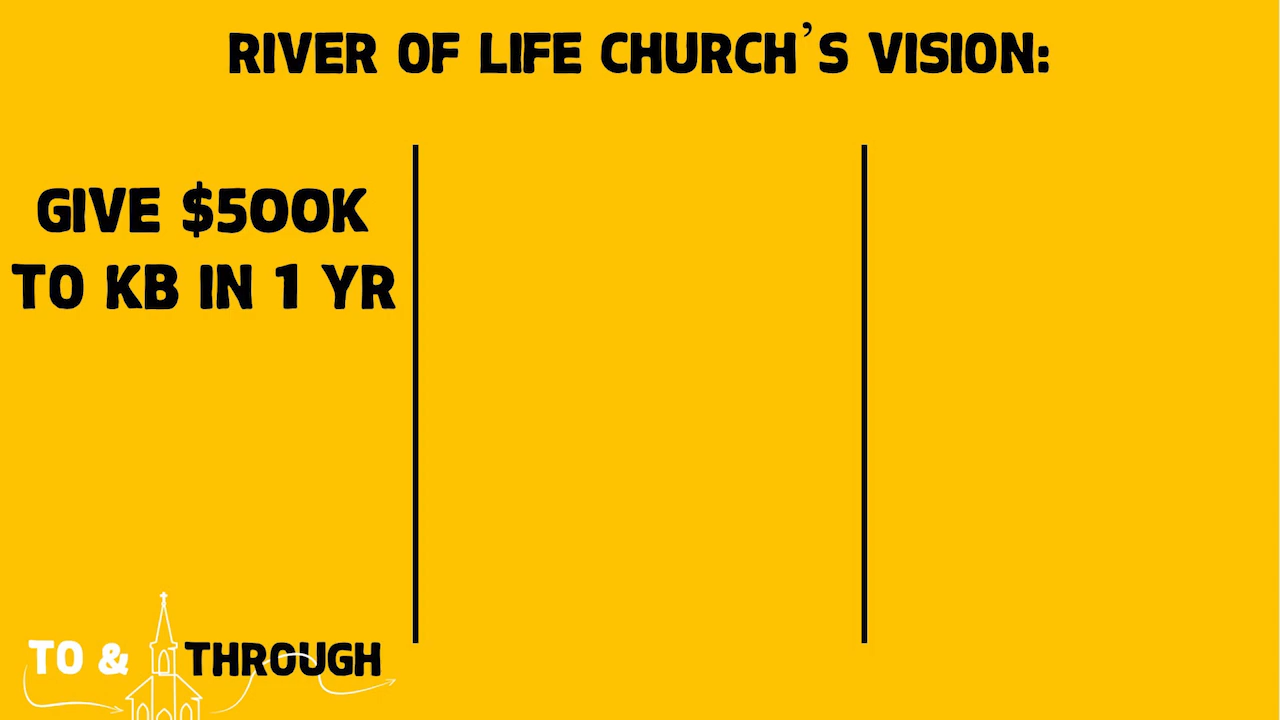 RIVER OF LIFE CHURCH'S VISION:
GIVE $500K
TO KB IN 1 YR
TO & THROUGH